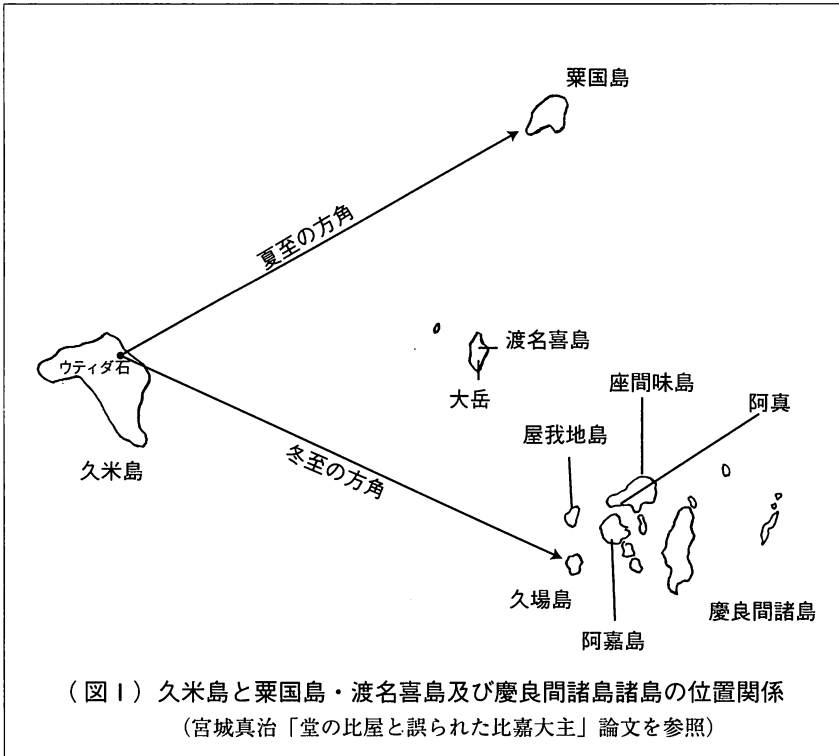 粟国島
夏至の方角
渡名喜島
ウティダ石
大岳
座間味島
阿真
屋我地島
久米島
冬至の方角
久場島
慶良間諸島
阿嘉島
(図Ⅰ)久米島と粟国島・渡名喜島及び慶良間諸島諸島の位置関係
(宮城真治「堂の比屋と誤られた比嘉大主」論文を参照)